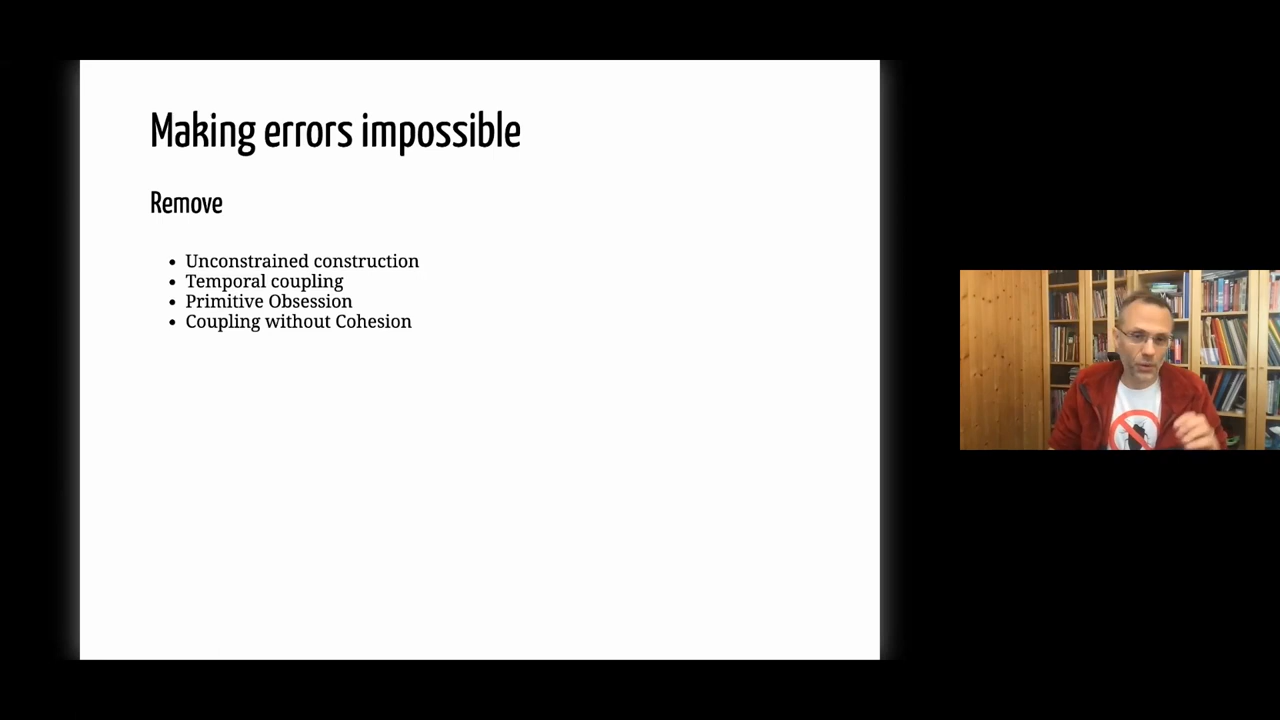 Making errors impossible
Remove
• Unconstrained construction
• Temporal coupling
• Primitive Obsession
• Coupling without Cohesion